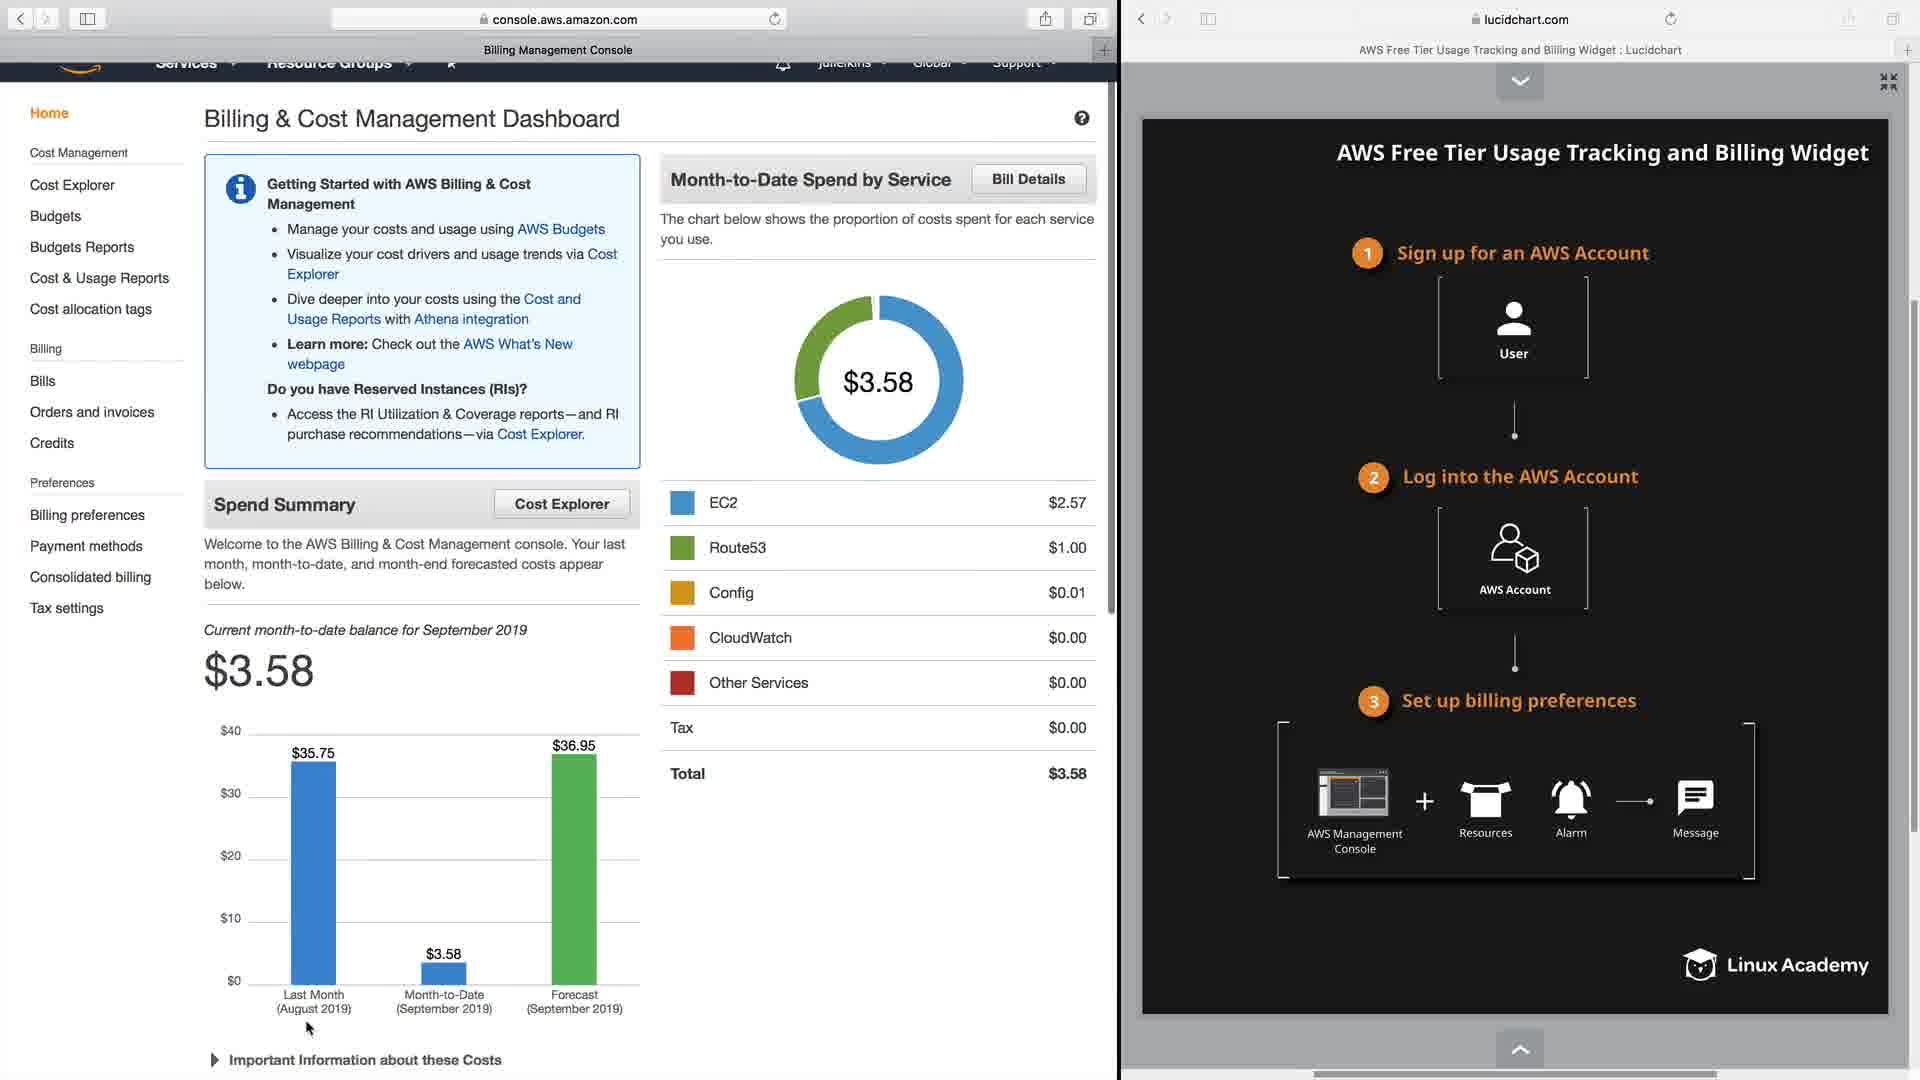 console.aws.amazon.com
Billing Management Console
Services
Resource Groups
Global
Support
Home
Cost Management
Cost Explorer
Budgets
Budgets Reports
Cost & Usage Reports
Cost allocation tags
Billing
Bills
Orders and invoices
Credits
Preferences
Billing preferences
Payment methods
Consolidated billing
Tax settings
Billing & Cost Management Dashboard
Getting Started with AWS Billing & Cost
Management
• Manage your costs and usage using AWS Budgets
• Visualize your cost drivers and usage trends via Cost
Explorer
• Dive deeper into your costs using the Cost and
Usage Reports with Athena integration
• Learn more: Check out the AWS What's New
webpage
Do you have Reserved Instances (RIs)?
• Access the RI Utilization & Coverage reports—and RI
purchase recommendations—via Cost Explorer.
Spend Summary
Cost Explorer
Welcome to the AWS Billing & Cost Management console. Your last
month, month-to-date, and month-end forecasted costs appear
below.
Current month-to-date balance for September 2019
$3.58
$40
$30
$20
$10
$0
$35.75
$3.58
$36.95
Last Month
(August 2019)
Month-to-Date
(September 2019)
Forecast
(September 2019)
Important Information about these Costs
Month-to-Date Spend by Service
Bill Details
The chart below shows the proportion of costs spent for each service
you use.
$3.58
EC2 $2.57
Route53 $1.00
Config $0.01
CloudWatch $0.00
Other Services $0.00
Tax $0.00
Total $3.58
lucidchart.com
AWS Free Tier Usage Tracking and Billing Widget : Lucidchart
AWS Free Tier Usage Tracking and Billing Widget
1 Sign up for an AWS Account
User
2 Log into the AWS Account
AWS Account
3 Set up billing preferences
AWS Management
Console
+
Resources
Alarm
Message
Linux Academy